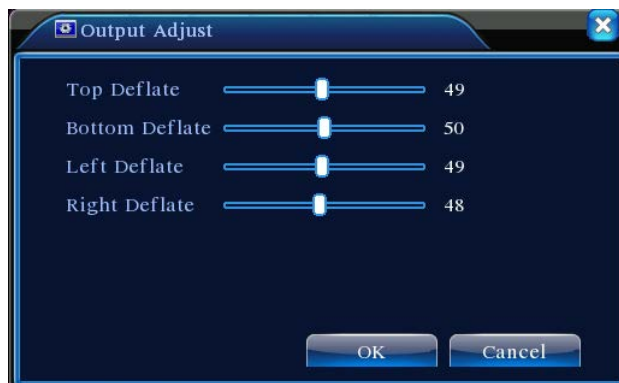 Output Adjust
Top Deflate 49
Bottom Deflate 50
Left Deflate 49
Right Deflate 48
OK Cancel